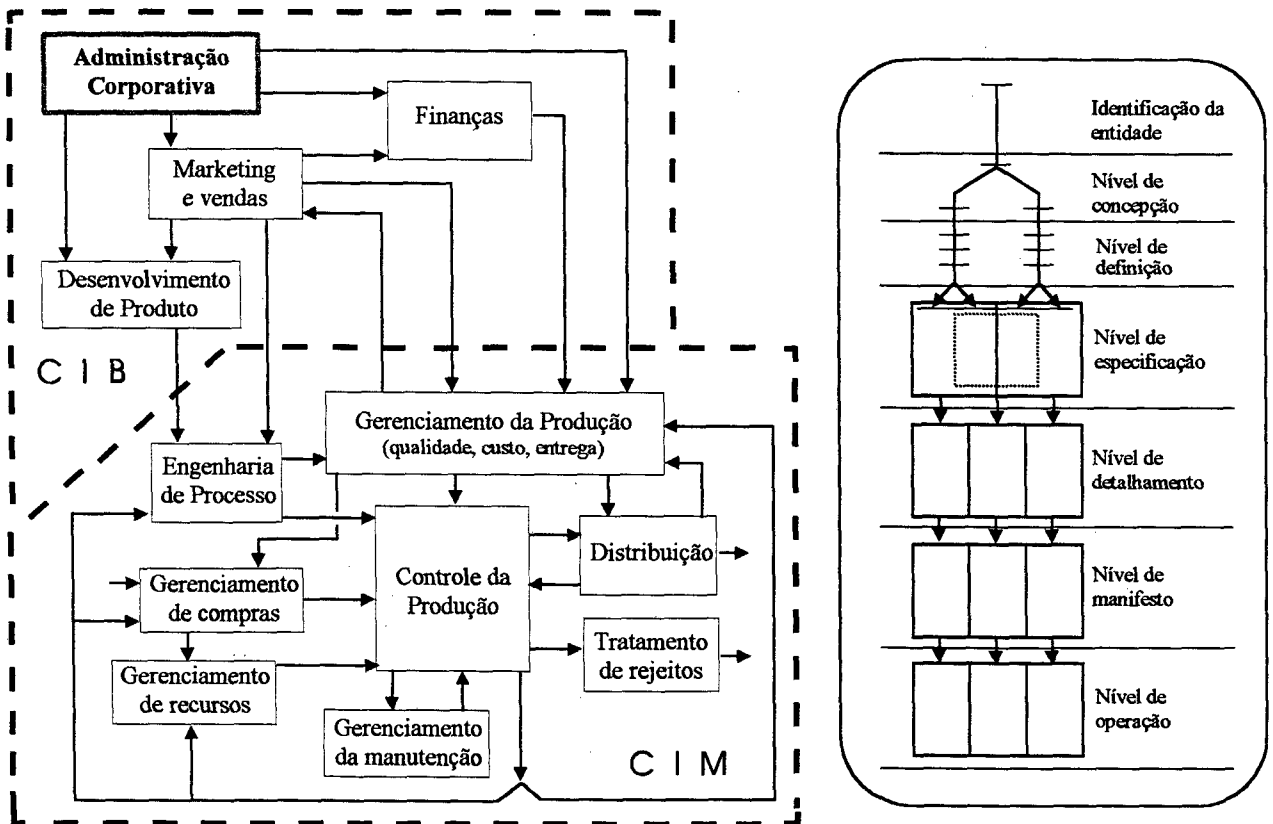 Administração
Corporativa
Finanças
Marketing
e vendas
Desenvolvimento
de Produto
C I B
Gerenciamento da Produção
(qualidade, custo, entrega)
Engenharia
de Processo
Controle da
Produção
Distribuição
Gerenciamento
de compras
Tratamento
de rejeitos
Gerenciamento
de recursos
Gerenciamento
da manutenção
C I M
Identificação da
entidade
Nível de
concepção
Nível de
definição
Nível de
especificação
Nível de
detalhamento
Nível de
manifesto
Nível de
operação